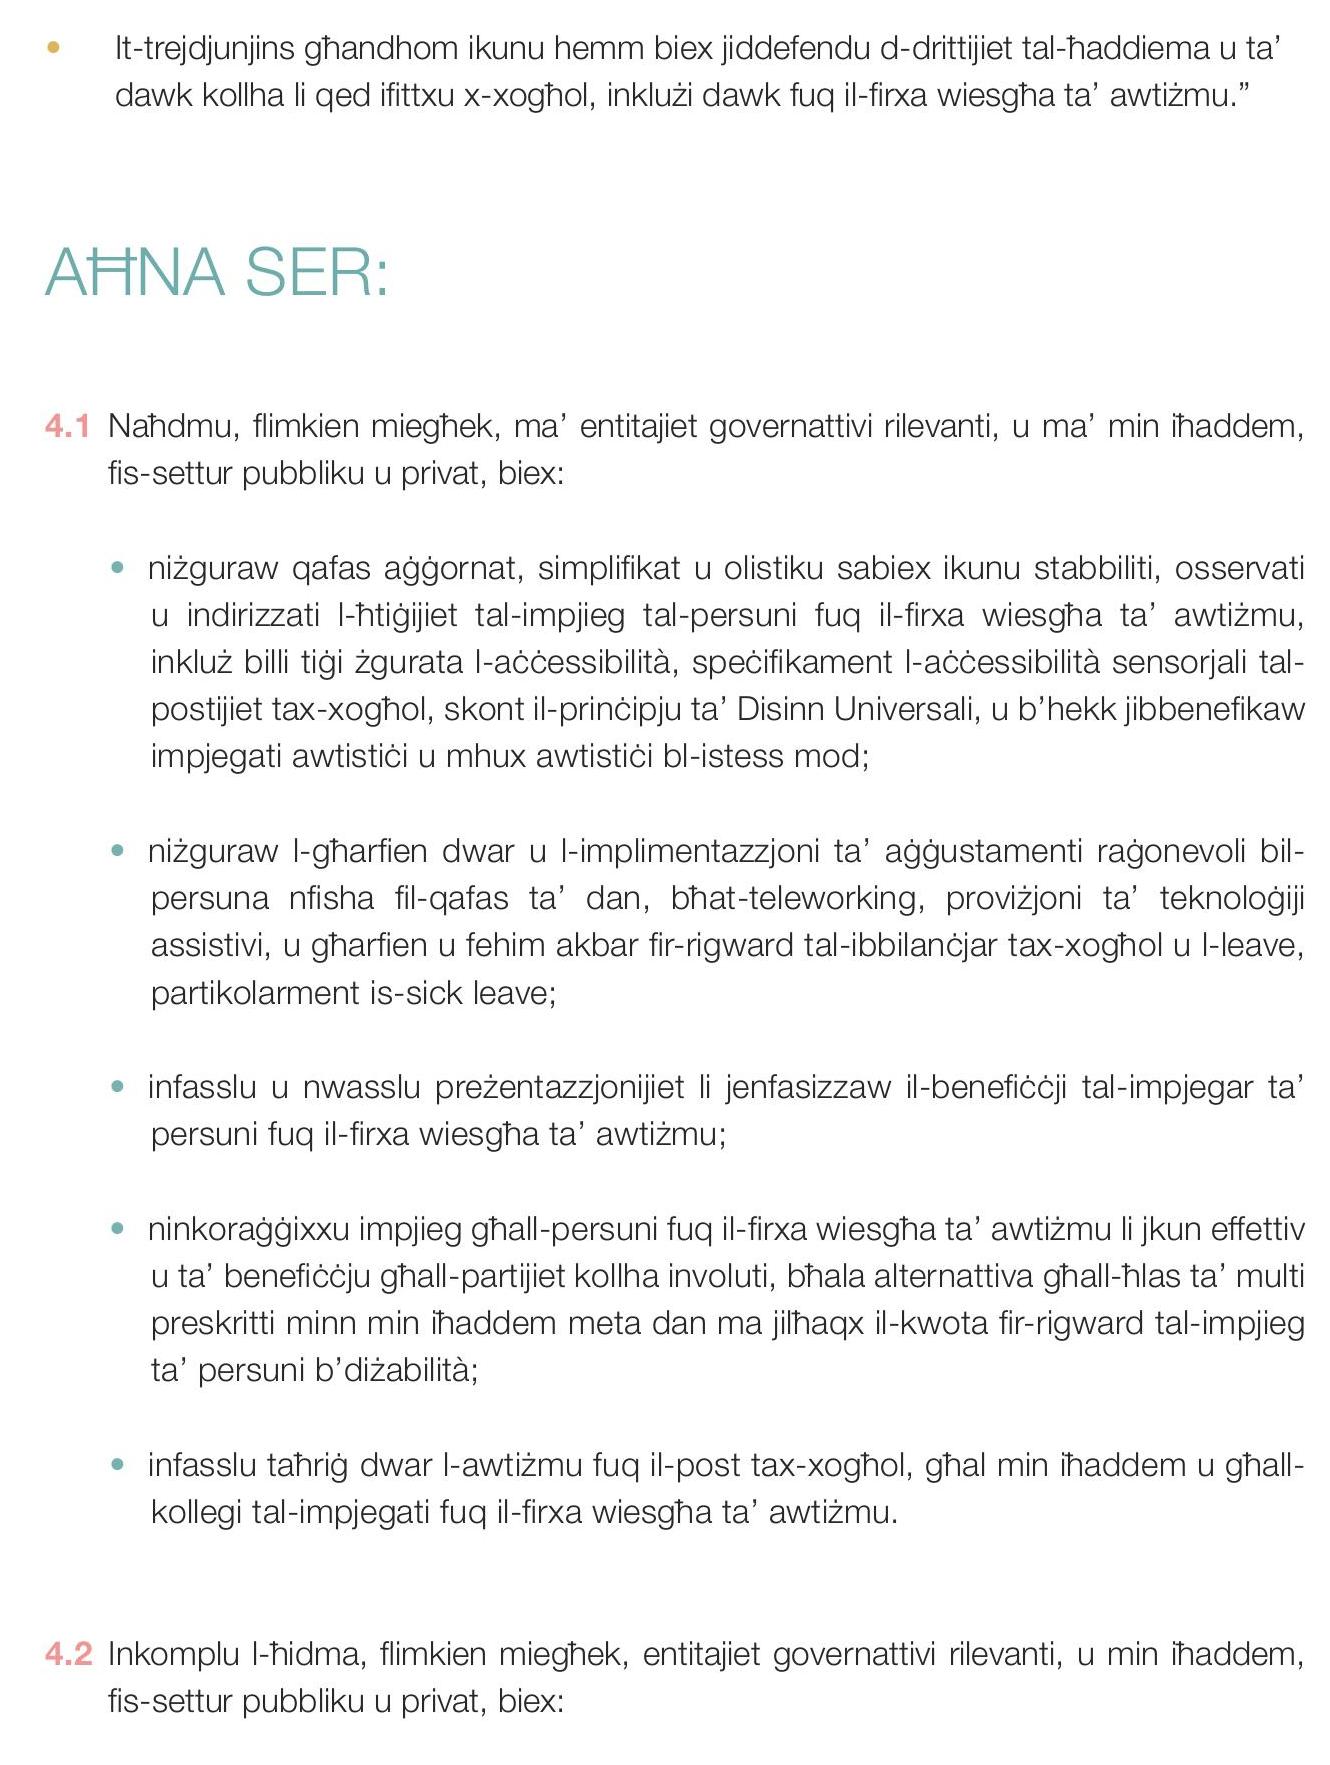 • It-trejdjunjins għandhom ikunu hemm biex jiddefendu d-drittijiet tal-ħaddiema u ta’
dawk kollha li qed ifittxu x-xogħol, inklużi dawk fuq il-firxa wiesgħa ta’ awtiżmu.”
AĦNA SER:
4.1 Naħdmu, flimkien miegħek, ma’ entitajiet governattivi rilevanti, u ma’ min iħaddem,
fis-settur pubbliku u privat, biex:
• niżguraw qafas aġġornat, simplifikat u olistiku sabiex ikunu stabbiliti, osservati
u indirizzati l-ħtiġijiet tal-impjieg tal-persuni fuq il-firxa wiesgħa ta’ awtiżmu,
inkluż billi tiġi żgurata l-aċċessibilità, speċifikament l-aċċessibilità sensorjali tal-
postijiet tax-xogħol, skont il-prinċipju ta’ Disinn Universali, u b’hekk jibbenefikaw
impjegati awtistiċi u mhux awtistiċi bl-istess mod;
• niżguraw l-għarfien dwar u l-implimentazzjoni ta’ aġġustamenti raġonevoli bil-
persuna nfisha fil-qafas ta’ dan, bħat-teleworking, proviżjoni ta’ teknoloġiji
assistivi, u għarfien u fehim akbar fir-rigward tal-ibbilanċjar tax-xogħol u l-leave,
partikolarment is-sick leave;
• infasslu u nwasslu preżentazzjonijiet li jenfasizzaw il-benefiċċji tal-impjegar ta’
persuni fuq il-firxa wiesgħa ta’ awtiżmu;
• ninkoraġġixxu impjieg għall-persuni fuq il-firxa wiesgħa ta’ awtiżmu li jkun effettiv
u ta’ benefiċċju għall-partijiet kollha involuti, bħala alternattiva għall-ħlas ta’ multi
preskritti minn min iħaddem meta dan ma jilħaqx il-kwota fir-rigward tal-impjieg
ta’ persuni b’diżabilità;
• infasslu taħriġ dwar l-awtiżmu fuq il-post tax-xogħol, għal min iħaddem u għall-
kollegi tal-impjegati fuq il-firxa wiesgħa ta’ awtiżmu.
4.2 Inkomplu l-ħidma, flimkien miegħek, entitajiet governattivi rilevanti, u min iħaddem,
fis-settur pubbliku u privat, biex: